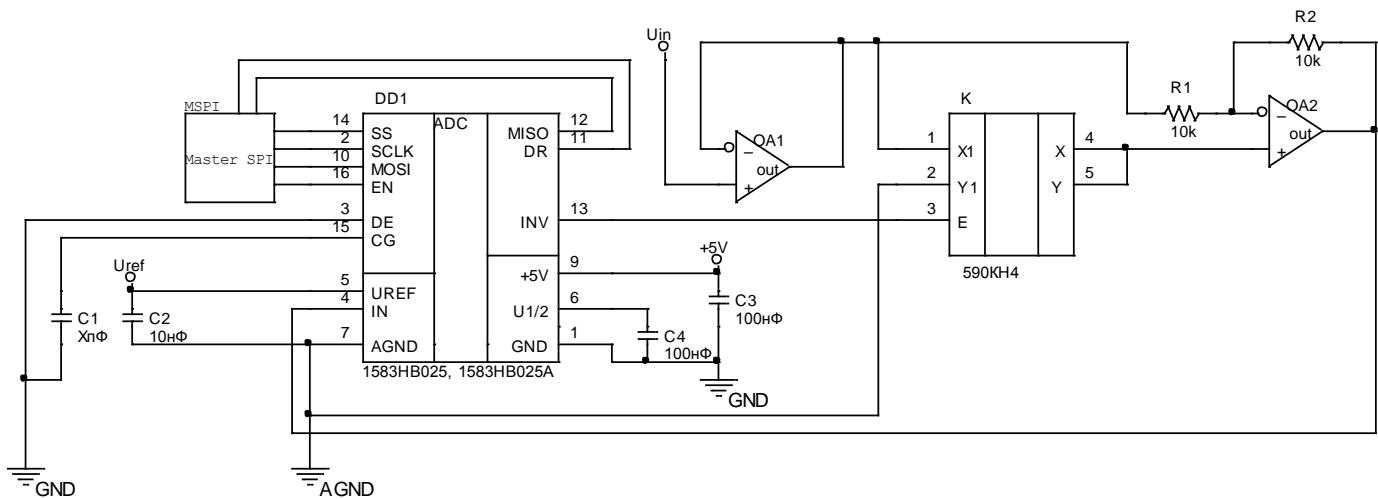 R2
10k
Uin
R1
10k
MSPI
Master SPI
DD1
ADC
14
2
10
16
3
15
5
4
7
SS
SCLK
MOSI
EN
DE
CG
UREF
IN
AGND
MISO
DR
INV
+5V
U1/2
GND
12
11
13
9
6
1
1583НВ025, 1583НВ025А
OA1
−
out
+
K
1
2
3
X1
Y1
E
X
Y
4
5
590КН4
OA2
−
out
+
Uref
C1
XпФ
C2
10нФ
+5V
C3
100нФ
C4
100нФ
GND
GND
AGND